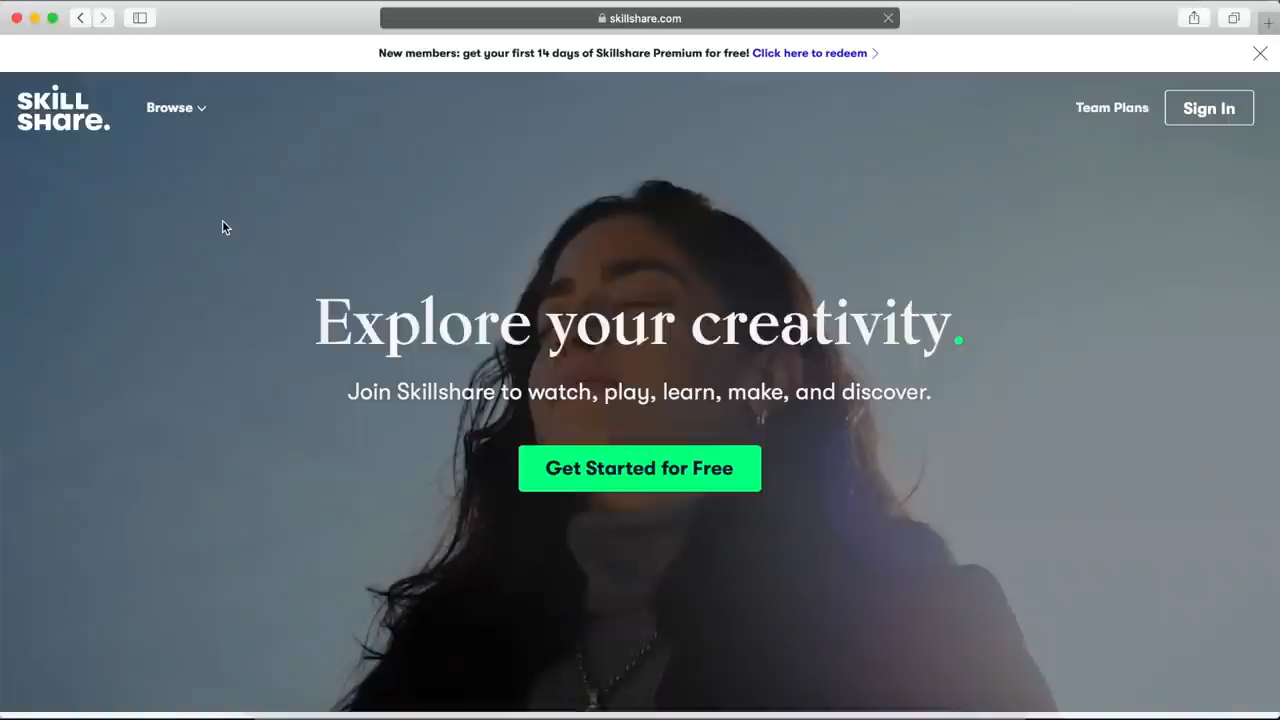 skillshare.com
New members: get your first 14 days of Skillshare Premium for free! Click here to redeem
SKILL
SHare.
Browse
Team Plans
Sign In
Explore your creativity.
Join Skillshare to watch, play, learn, make, and discover.
Get Started for Free